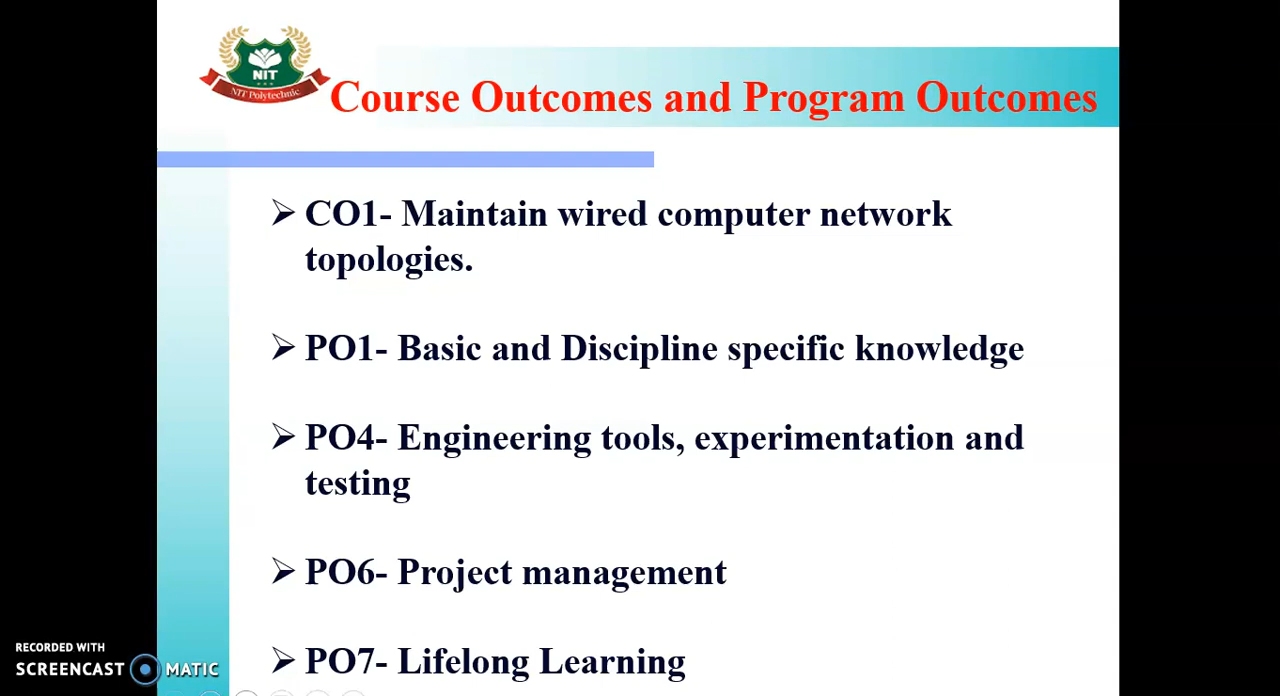 NIT
NIT Polytechnic
Course Outcomes and Program Outcomes
➢ CO1- Maintain wired computer network
topologies.
➢ PO1- Basic and Discipline specific knowledge
➢ PO4- Engineering tools, experimentation and
testing
➢ PO6- Project management
➢ PO7- Lifelong Learning
RECORDED WITH
SCREENCAST MATIC